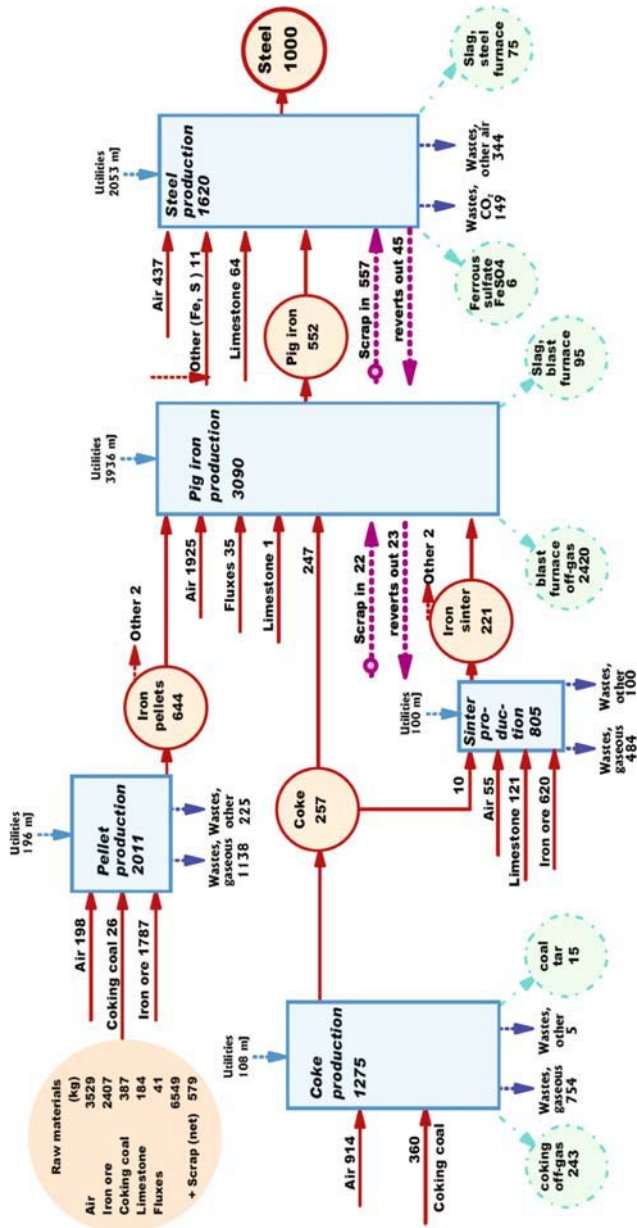 Raw materials
(kg)
Air 3529
Iron ore 2407
Coking coal 387
Limestone 184
Fluxes 41
6549
+ Scrap (net) 579
Air 198
Coking coal 26
Iron ore 1787
Utilities
196 mJ
Pellet
production
2011
Wastes,
gaseous
1138
Wastes,
other
225
Iron
pellets
644
Other 2
Air 914
360
Coking coal
Utilities
108 mJ
Coke
production
1275
coking
off-gas
243
Wastes,
gaseous
754
Wastes,
other
5
coal
tar
15
Coke
257
247
10
Air 55
Limestone 121
Iron ore 620
Utilities
100 mJ
Sinter
pro-
duc-
tion
805
Wastes,
gaseous
484
Wastes,
other
100
Iron
sinter
221
Other 2
Air 1925
Fluxes 35
Limestone 1
Scrap in 22
reverts out 23
Utilities
3936 mJ
Pig iron
production
3090
blast
furnace
off-gas
2420
Slag,
blast
furnace
95
Pig iron
552
Air 437
Other (Fe, S ) 11
Limestone 64
Scrap in 557
reverts out 45
Utilities
2053 mJ
Steel
production
1620
Ferrous
sulfate
FeSO4
6
Wastes,
CO₂
149
Wastes,
other air
344
Slag,
steel
furnace
75
Steel
1000